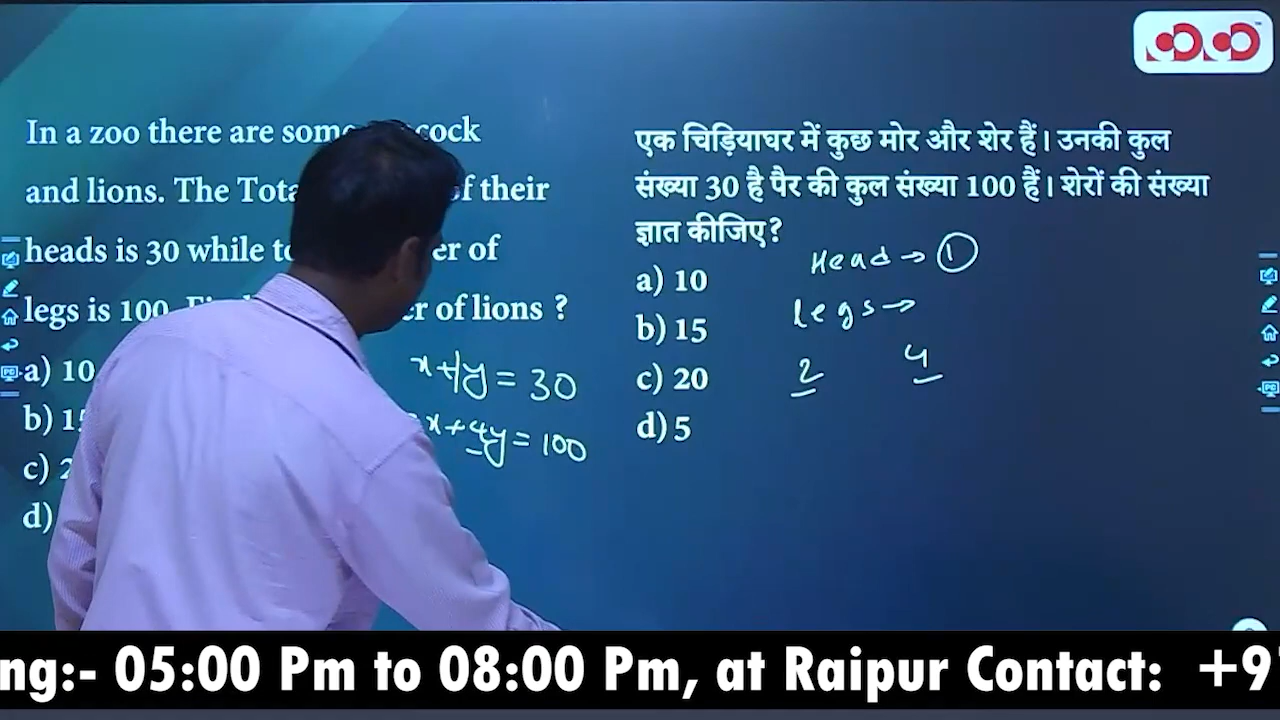 In a zoo there are some cock
and lions. The Tota of their
heads is 30 while to er of
legs is 100. Fi er of lions ?
a) 10
b) 1
c) 2
d)
x+y=30
x+4y=100
एक चिड़ियाघर में कुछ मोर और शेर हैं। उनकी कुल
संख्या 30 है पैर की कुल संख्या 100 हैं। शेरों की संख्या
ज्ञात कीजिए?
a) 10
b) 15
c) 20
d) 5
Head → 1
legs →
2 4
ng:- 05:00 Pm to 08:00 Pm, at Raipur Contact: +9